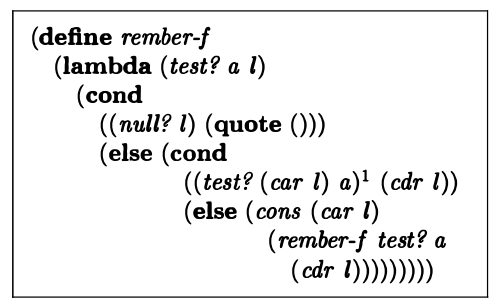 (define rember-f
(lambda (test? a l)
(cond
((null? l) (quote ()))
(else (cond
((test? (car l) a)¹ (cdr l))
(else (cons (car l)
(rember-f test? a
(cdr l)))))))))